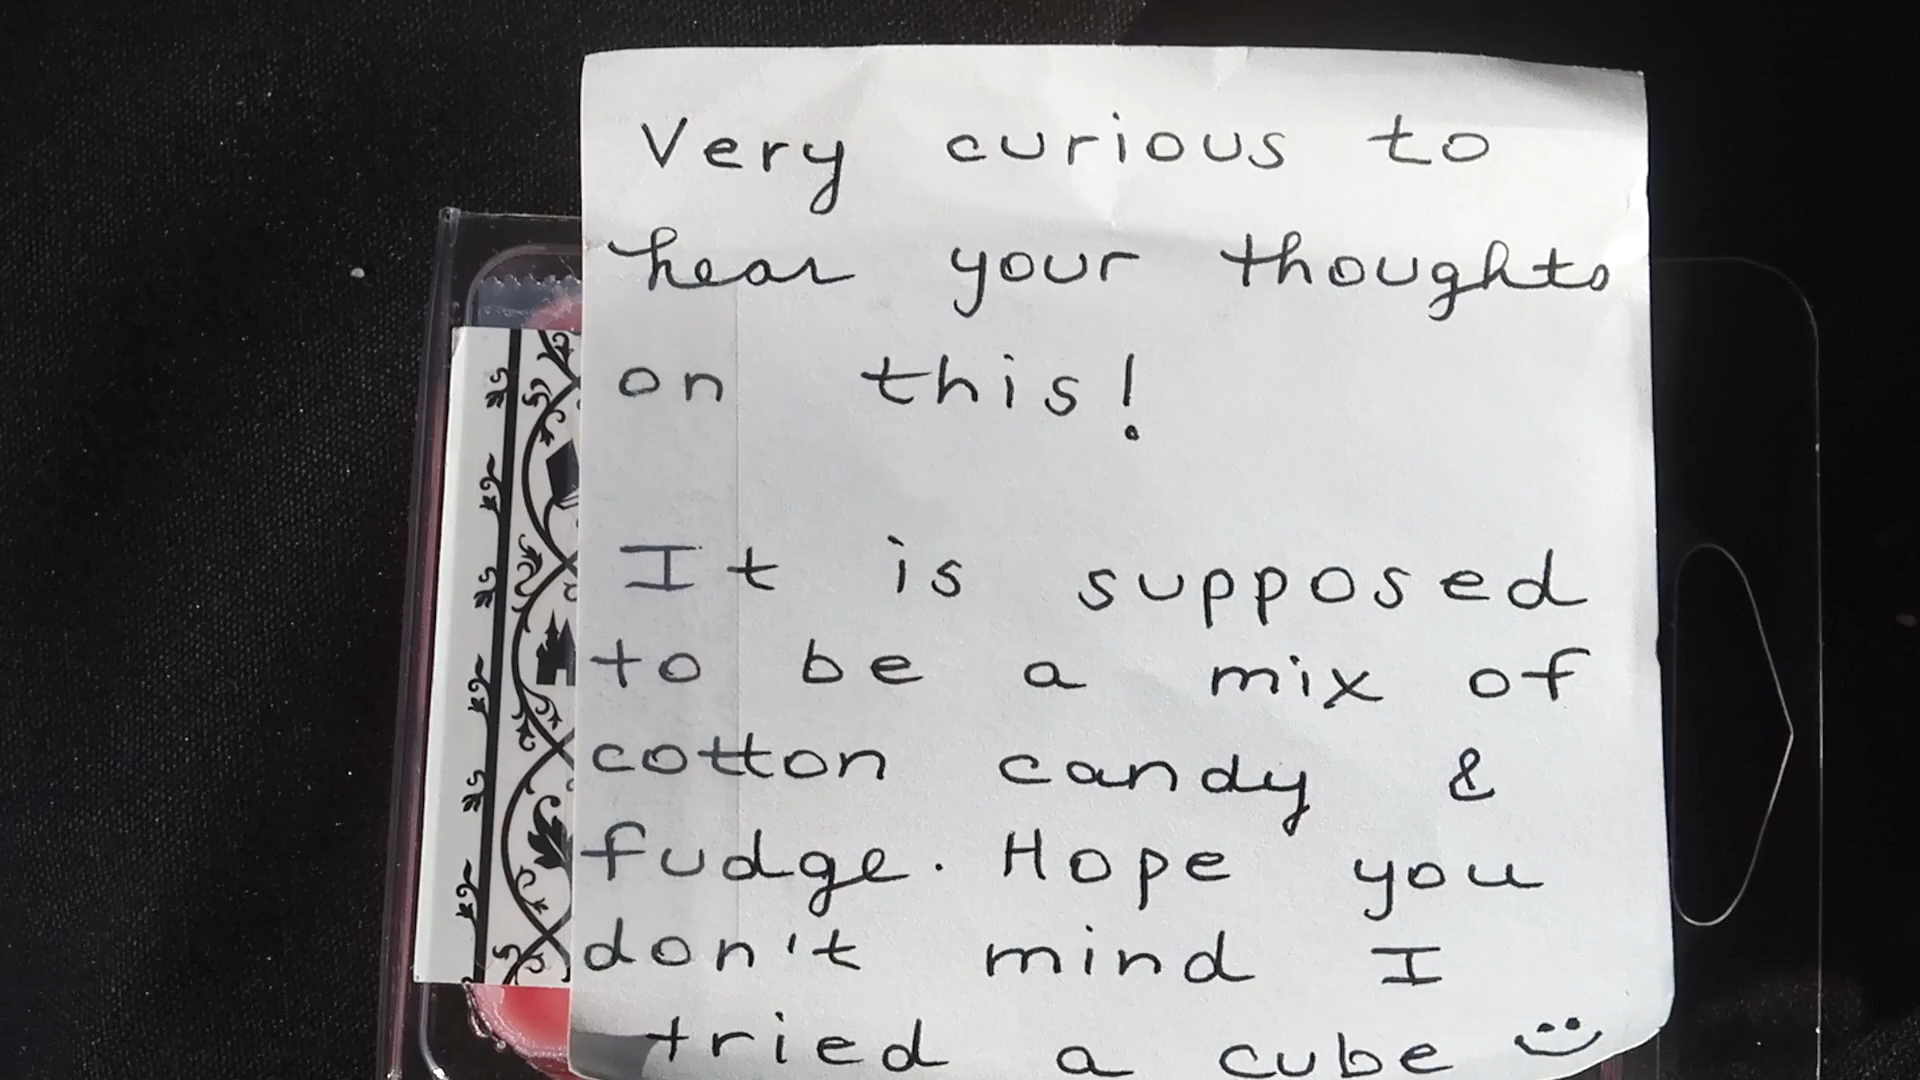 Very curious to
hear your thoughts
on this!
It is supposed
to be a mix of
cotton candy &
fudge. Hope you
don't mind I
tried a cube